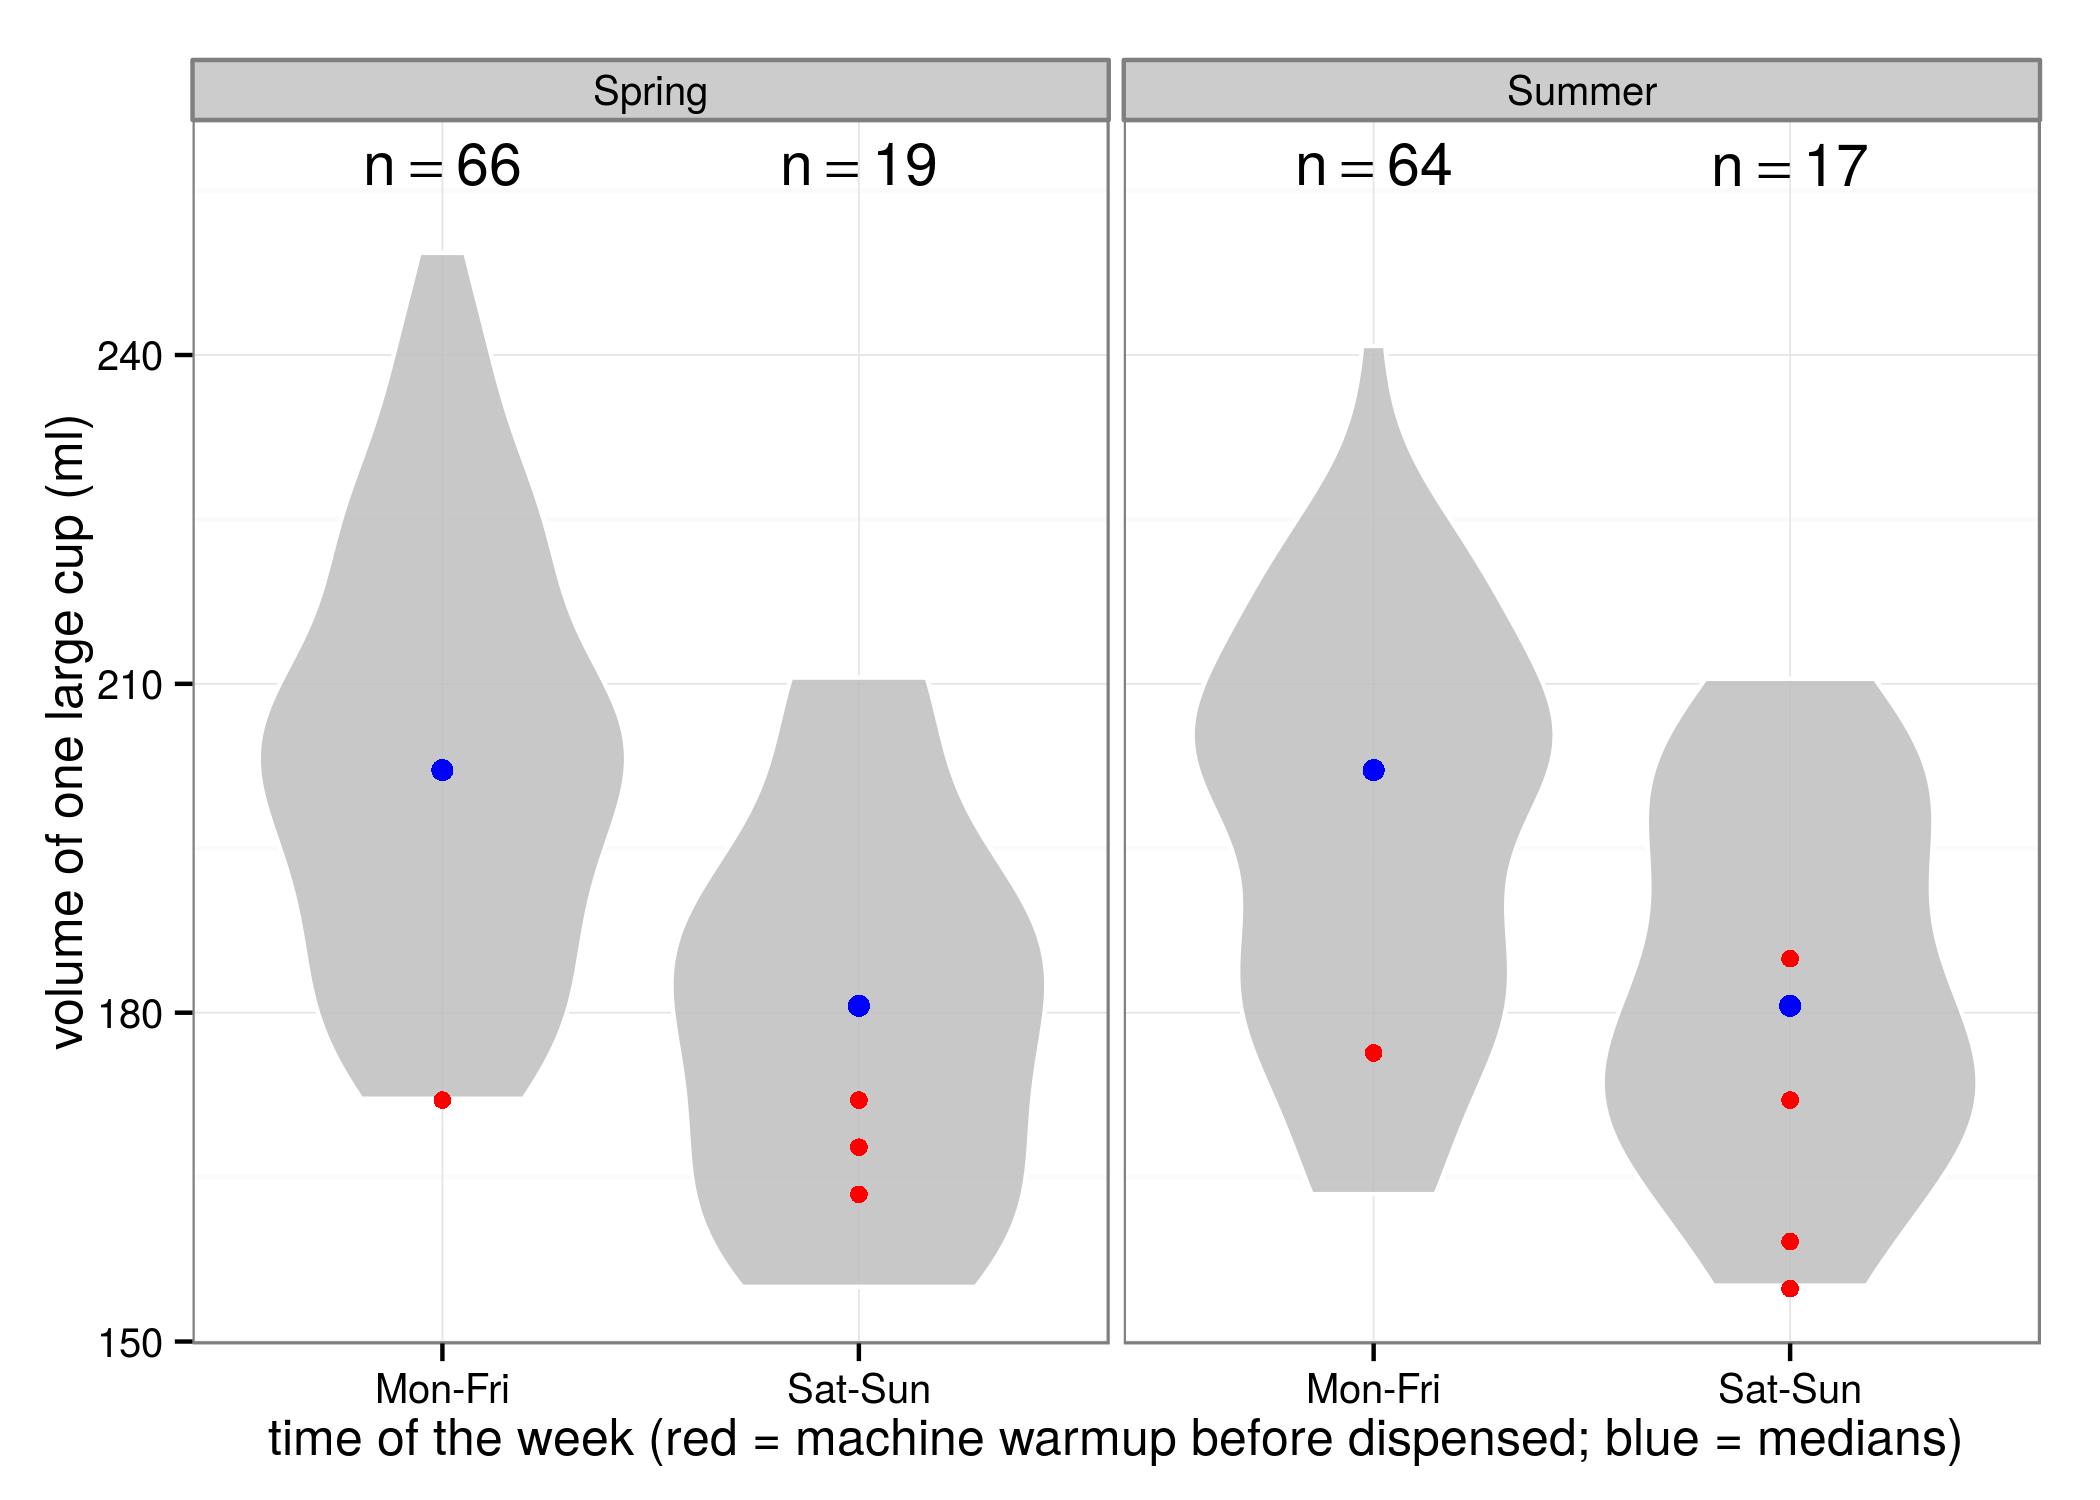 Spring
Summer
n = 66
n = 19
n = 64
n = 17
volume of one large cup (ml)
240
210
180
150
Mon-Fri
Sat-Sun
Mon-Fri
Sat-Sun
time of the week (red = machine warmup before dispensed; blue = medians)